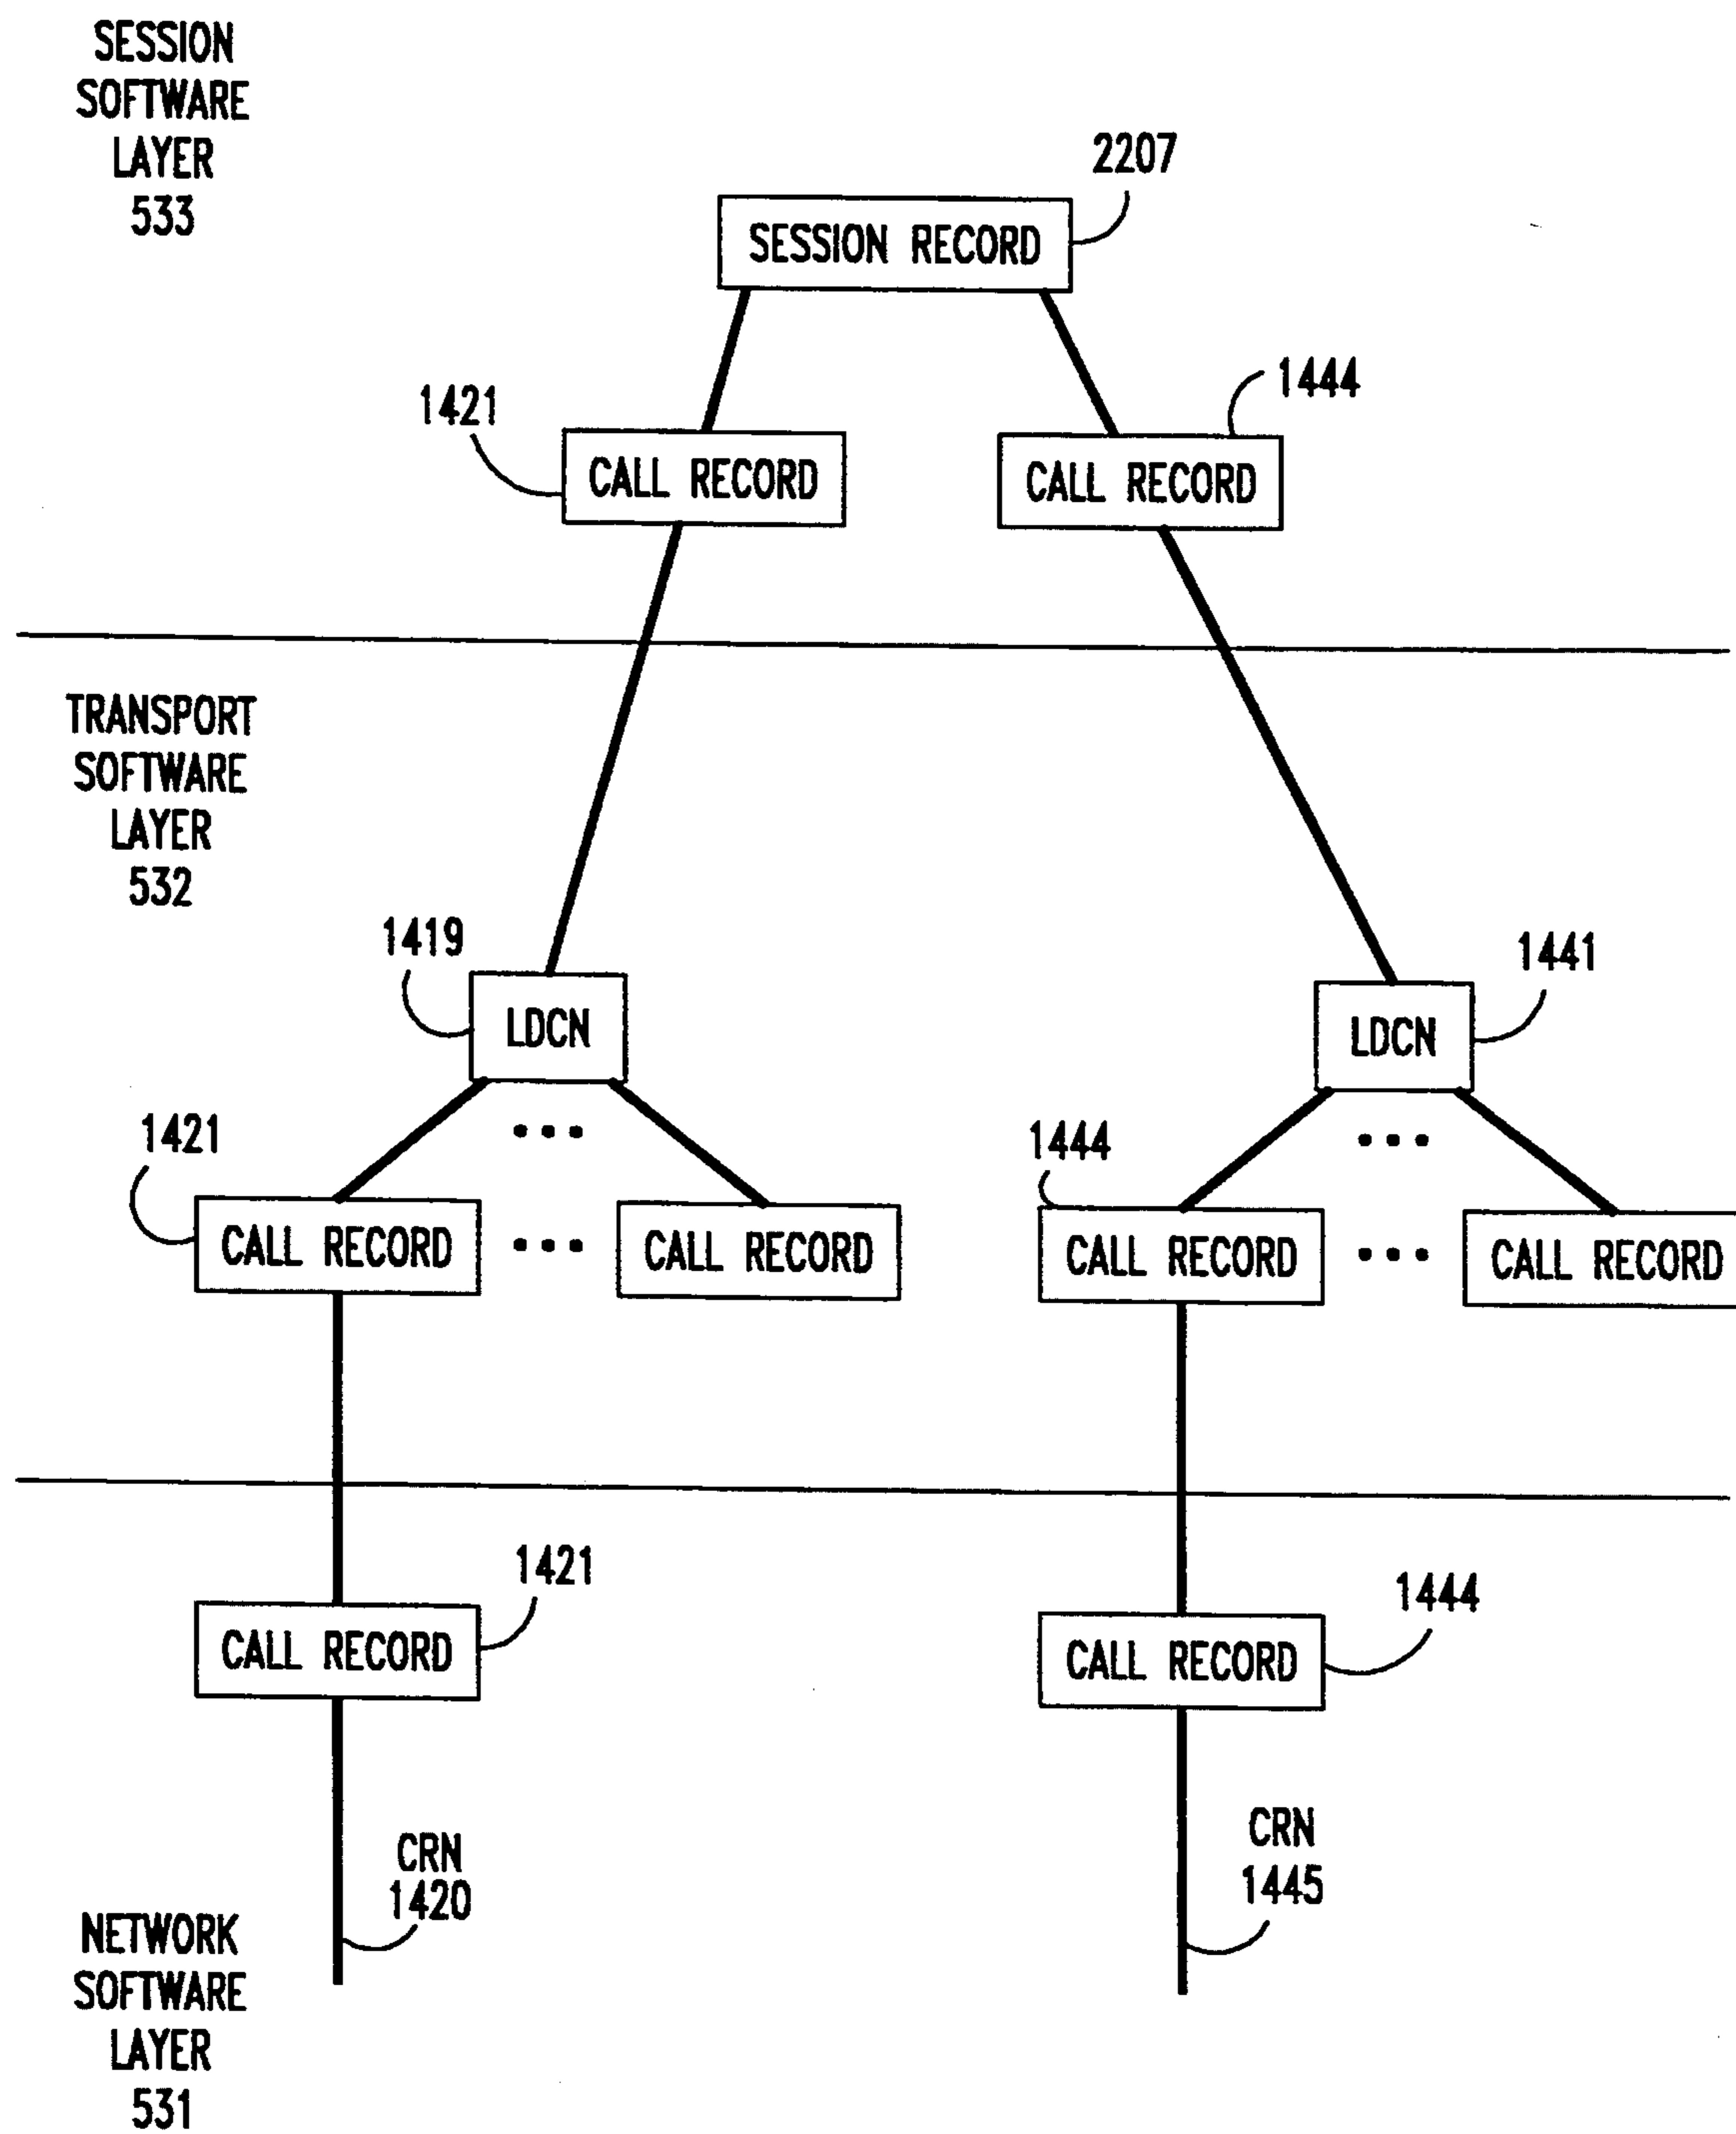 SESSION
SOFTWARE
LAYER
533
2207
SESSION RECORD
1421
1444
CALL RECORD
CALL RECORD
TRANSPORT
SOFTWARE
LAYER
532
1419
1441
LDCN
LDCN
1421
1444
CALL RECORD
CALL RECORD
CALL RECORD
CALL RECORD
1421
1444
CALL RECORD
CALL RECORD
CRN
1420
CRN
1445
NETWORK
SOFTWARE
LAYER
531